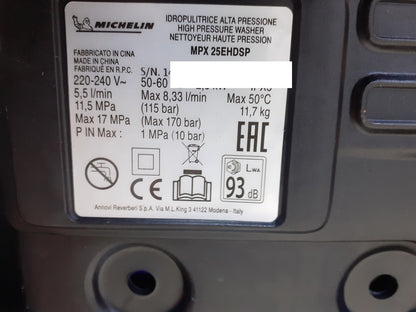 MICHELIN
IDROPULITRICE ALTA PRESSIONE
HIGH PRESSURE WASHER
NETTOYEUR HAUTE PRESSION
MPX 25EHDSP
FABBRICATO IN CINA
MADE IN CHINA
FABRIQUÉ EN R.P.C.
S/N. 14
220-240 V~ 50-60
5,5 l/min Max 8,33 l/min Max 50°C
11,5 MPa (115 bar) 11,7 kg
Max 17 MPa (Max 170 bar)
P IN Max : 1 MPa (10 bar)
EAC
CE
LWA
93 dB
Annovi Reverberi S.p.A. Via M.L.King 3 41122 Modena - Italy